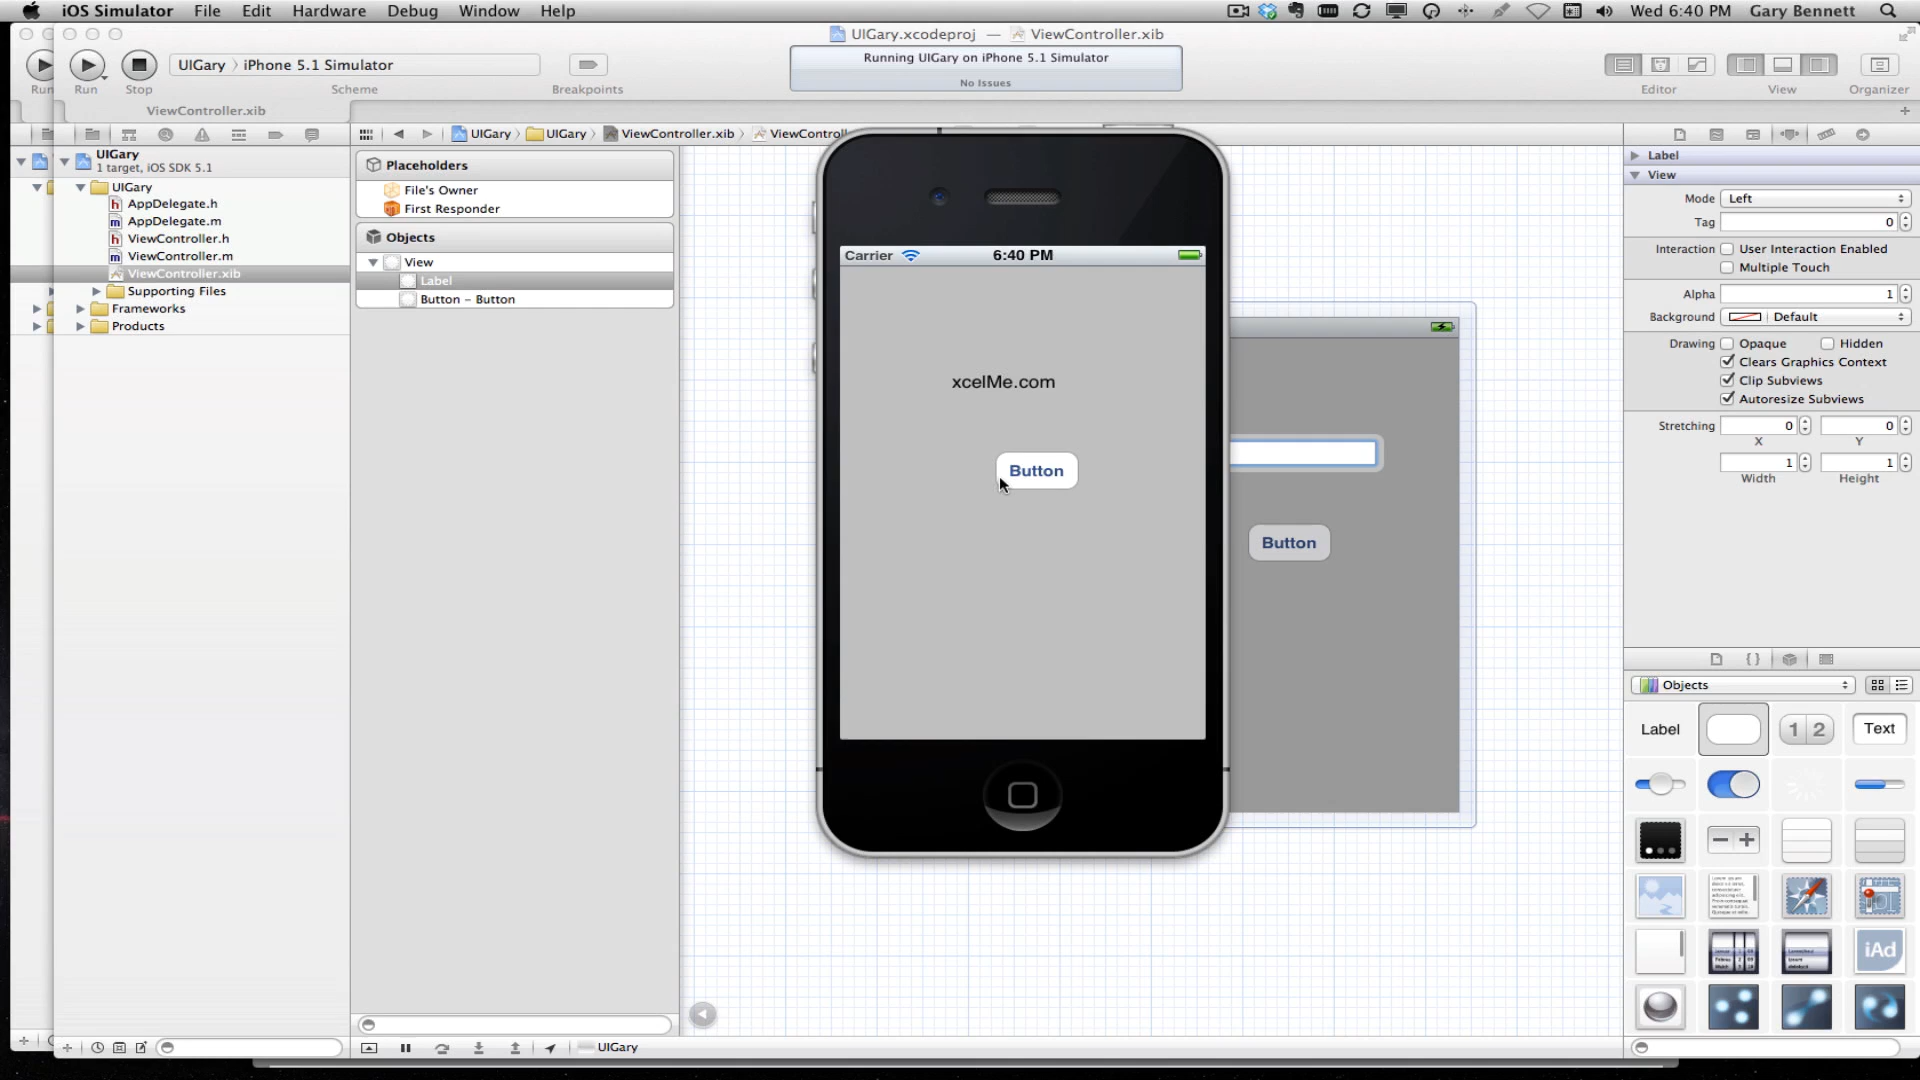 iOS Simulator File Edit Hardware Debug Window Help Wed 6:40 PM Gary Bennett
UIGary.xcodeproj — ViewController.xib
UIGary iPhone 5.1 Simulator
Running UIGary on iPhone 5.1 Simulator
No Issues
Run Run Stop Scheme Breakpoints Editor View Organizer
ViewController.xib
UIGary UIGary ViewController.xib ViewControll
UIGary
1 target, iOS SDK 5.1
UIGary
AppDelegate.h
AppDelegate.m
ViewController.h
ViewController.m
ViewController.xib
Supporting Files
Frameworks
Products
Placeholders
File's Owner
First Responder
Objects
View
Label
Button – Button
Carrier 6:40 PM
xcelMe.com
Button
Button
Label
View
Mode Left
Tag 0
Interaction User Interaction Enabled
Multiple Touch
Alpha 1
Background Default
Drawing Opaque Hidden
Clears Graphics Context
Clip Subviews
Autoresize Subviews
Stretching 0 0
X Y
1 1
Width Height
Objects
Label 1 2 Text
iAd
UIGary